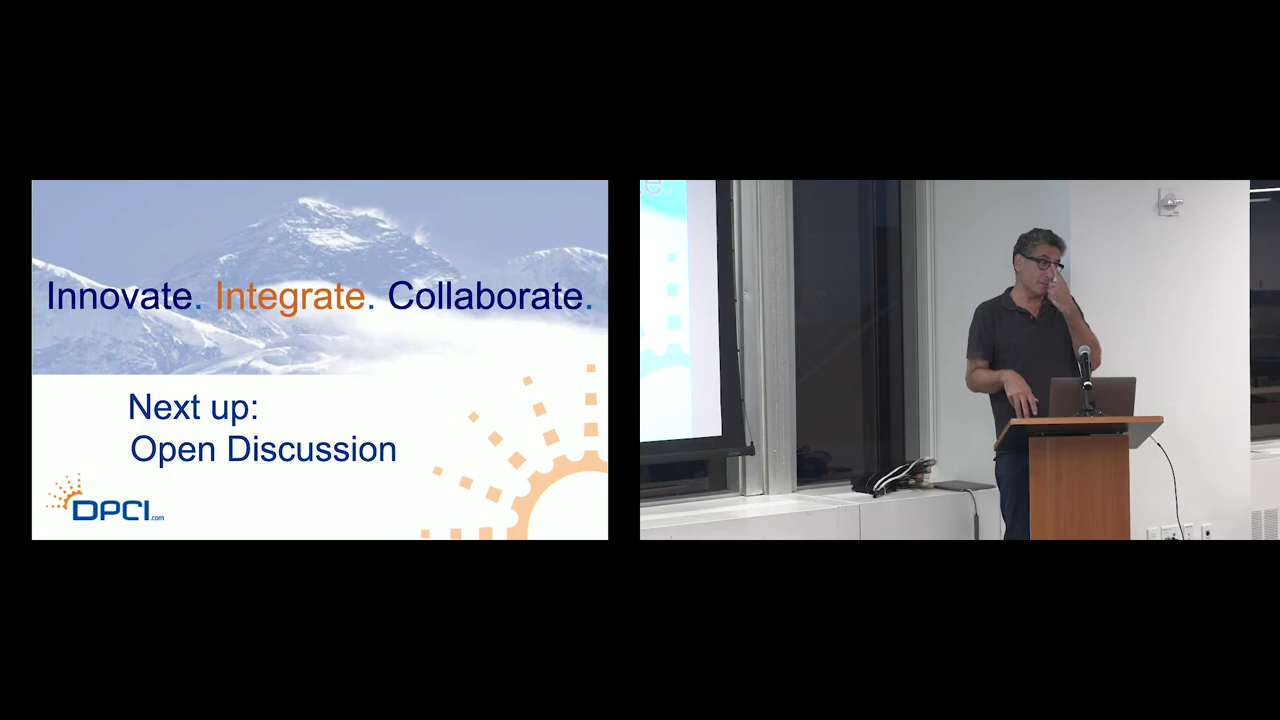 Innovate. Integrate. Collaborate.
Next up:
Open Discussion
DPCI.com